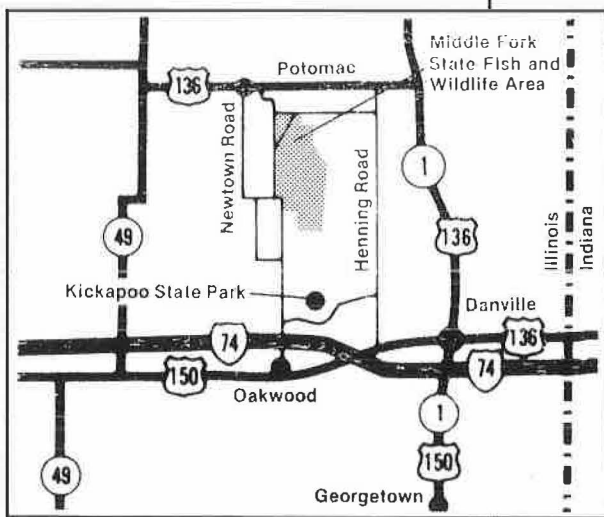 Middle Fork
State Fish and
Wildlife Area
Potomac
136
Newtown Road
Henning Road
1
49
136
Illinois
Indiana
Kickapoo State Park
Danville
74
136
150
74
Oakwood
1
49
150
Georgetown